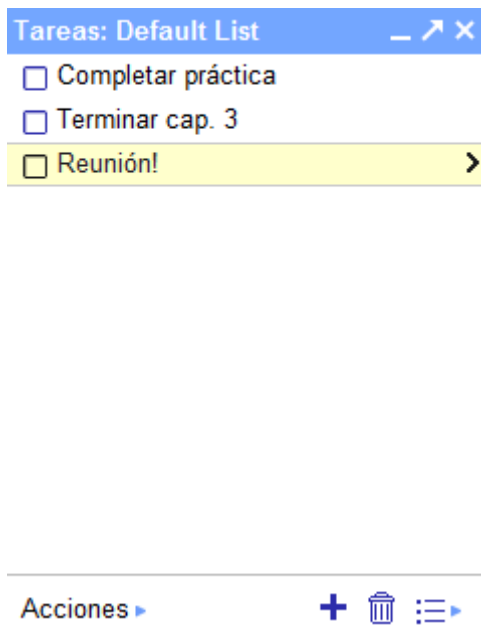 Tareas: Default List
Completar práctica
Terminar cap. 3
Reunión!
Acciones